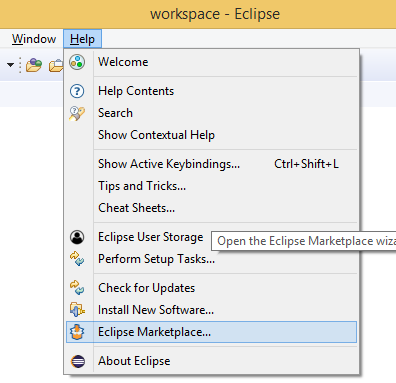 workspace - Eclipse
Window Help
Welcome
Help Contents
Search
Show Contextual Help
Show Active Keybindings... Ctrl+Shift+L
Tips and Tricks...
Cheat Sheets...
Eclipse User Storage
Open the Eclipse Marketplace wiza
Perform Setup Tasks...
Check for Updates
Install New Software...
Eclipse Marketplace...
About Eclipse